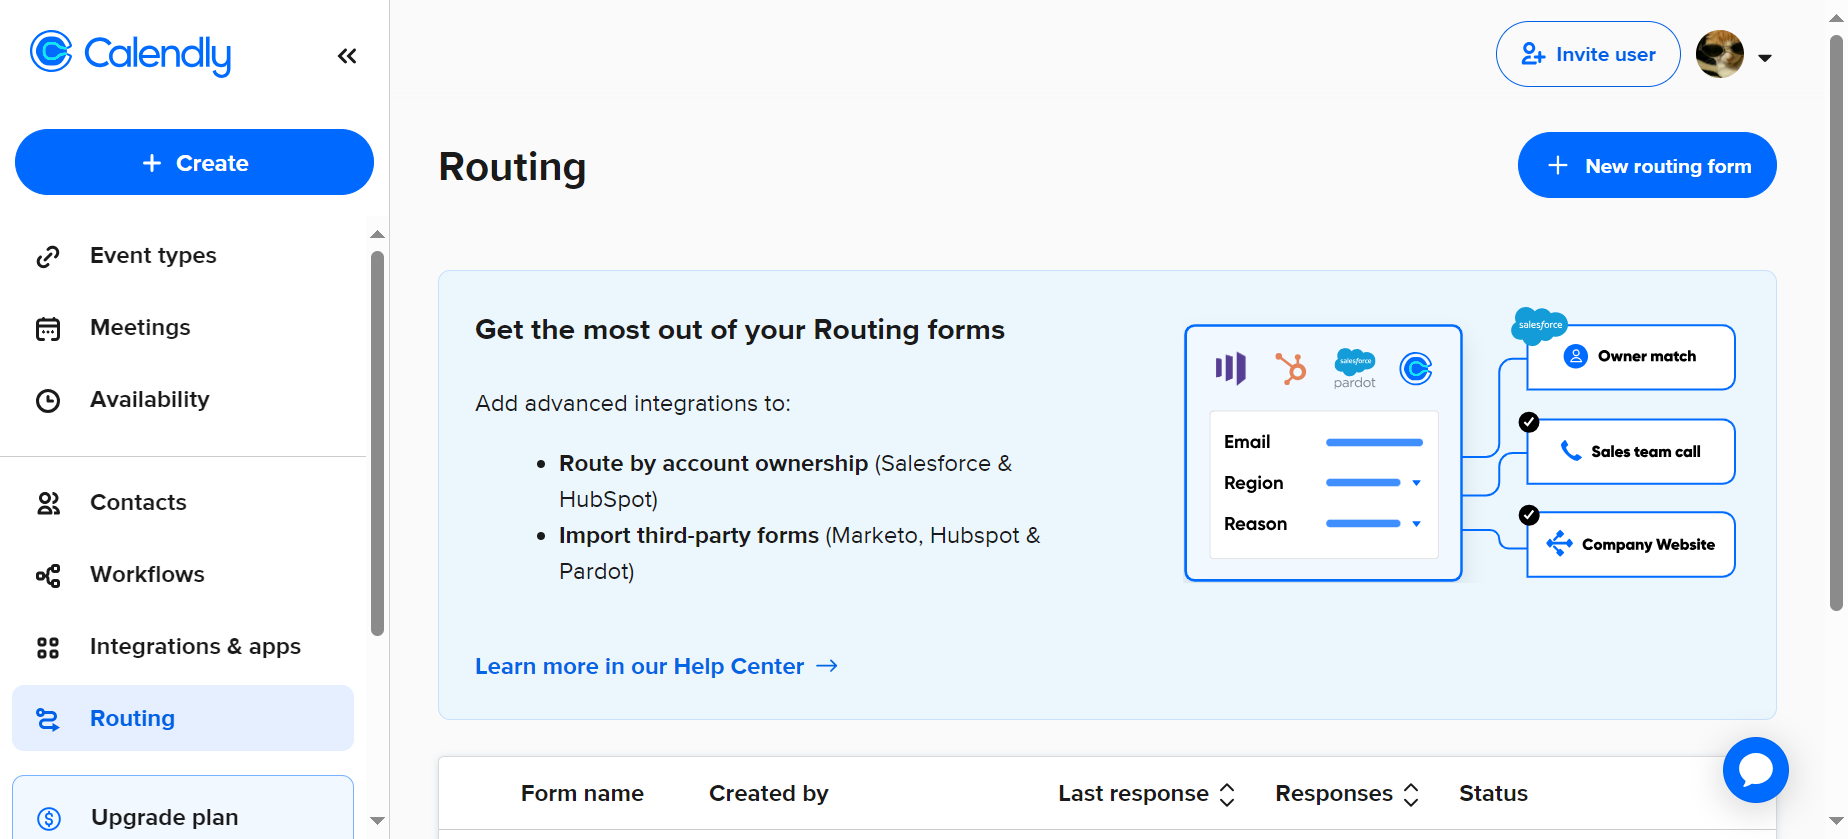 Calendly
Create
Event types
Meetings
Availability
Contacts
Workflows
Integrations & apps
Routing
Upgrade plan
Invite user
Routing
New routing form
Get the most out of your Routing forms
Add advanced integrations to:
• Route by account ownership (Salesforce &
HubSpot)
• Import third-party forms (Marketo, Hubspot &
Pardot)
Learn more in our Help Center →
salesforce
pardot
Email
Region
Reason
salesforce
Owner match
Sales team call
Company Website
Form name Created by Last response Responses Status